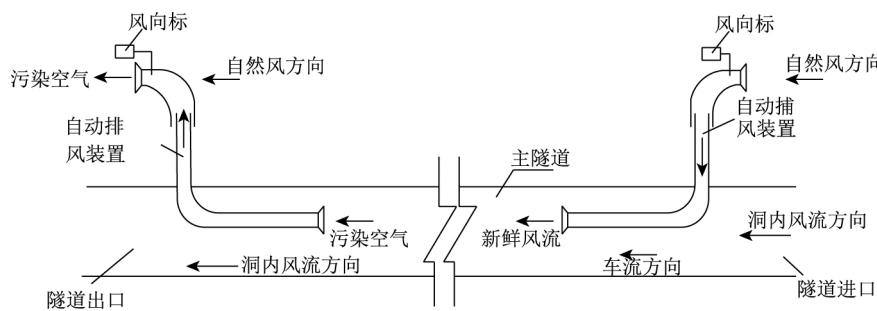 风向标
风向标
污染空气
自然风方向
自然风方向
自动排
风装置
自动捕
风装置
主隧道
污染空气
新鲜风流
洞内风流方向
洞内风流方向
车流方向
隧道出口
隧道进口